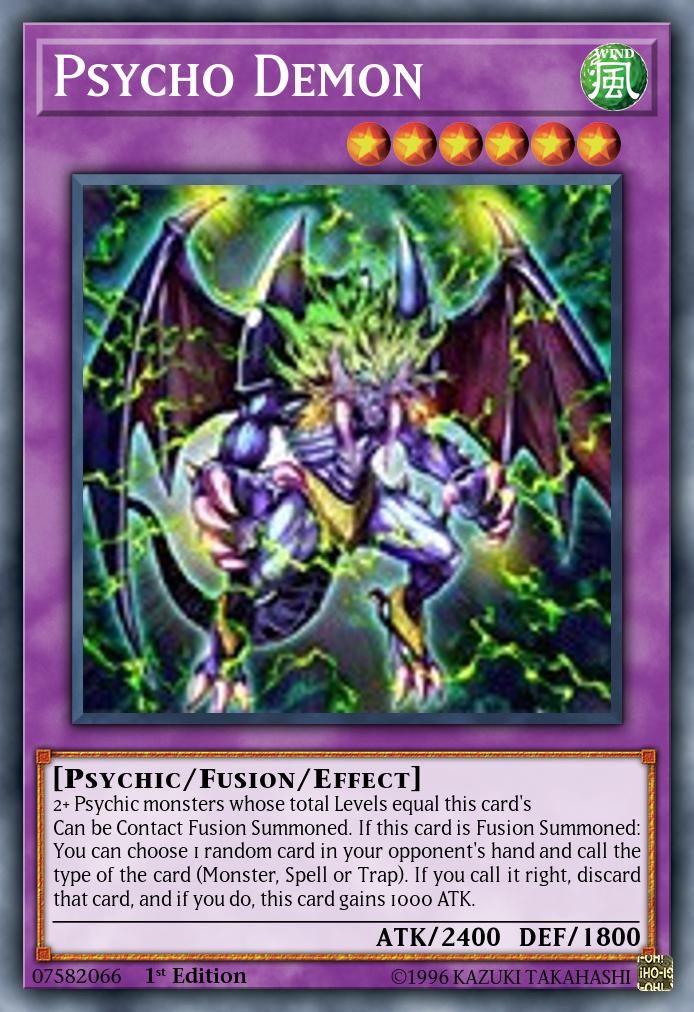 Psycho Demon
WIND
風
[Psychic/Fusion/Effect]
2+ Psychic monsters whose total Levels equal this card's
Can be Contact Fusion Summoned. If this card is Fusion Summoned:
You can choose 1 random card in your opponent's hand and call the
type of the card (Monster, Spell or Trap). If you call it right, discard
that card, and if you do, this card gains 1000 ATK.
ATK/2400 DEF/1800
07582066 1st Edition ©1996 KAZUKI TAKAHASHI